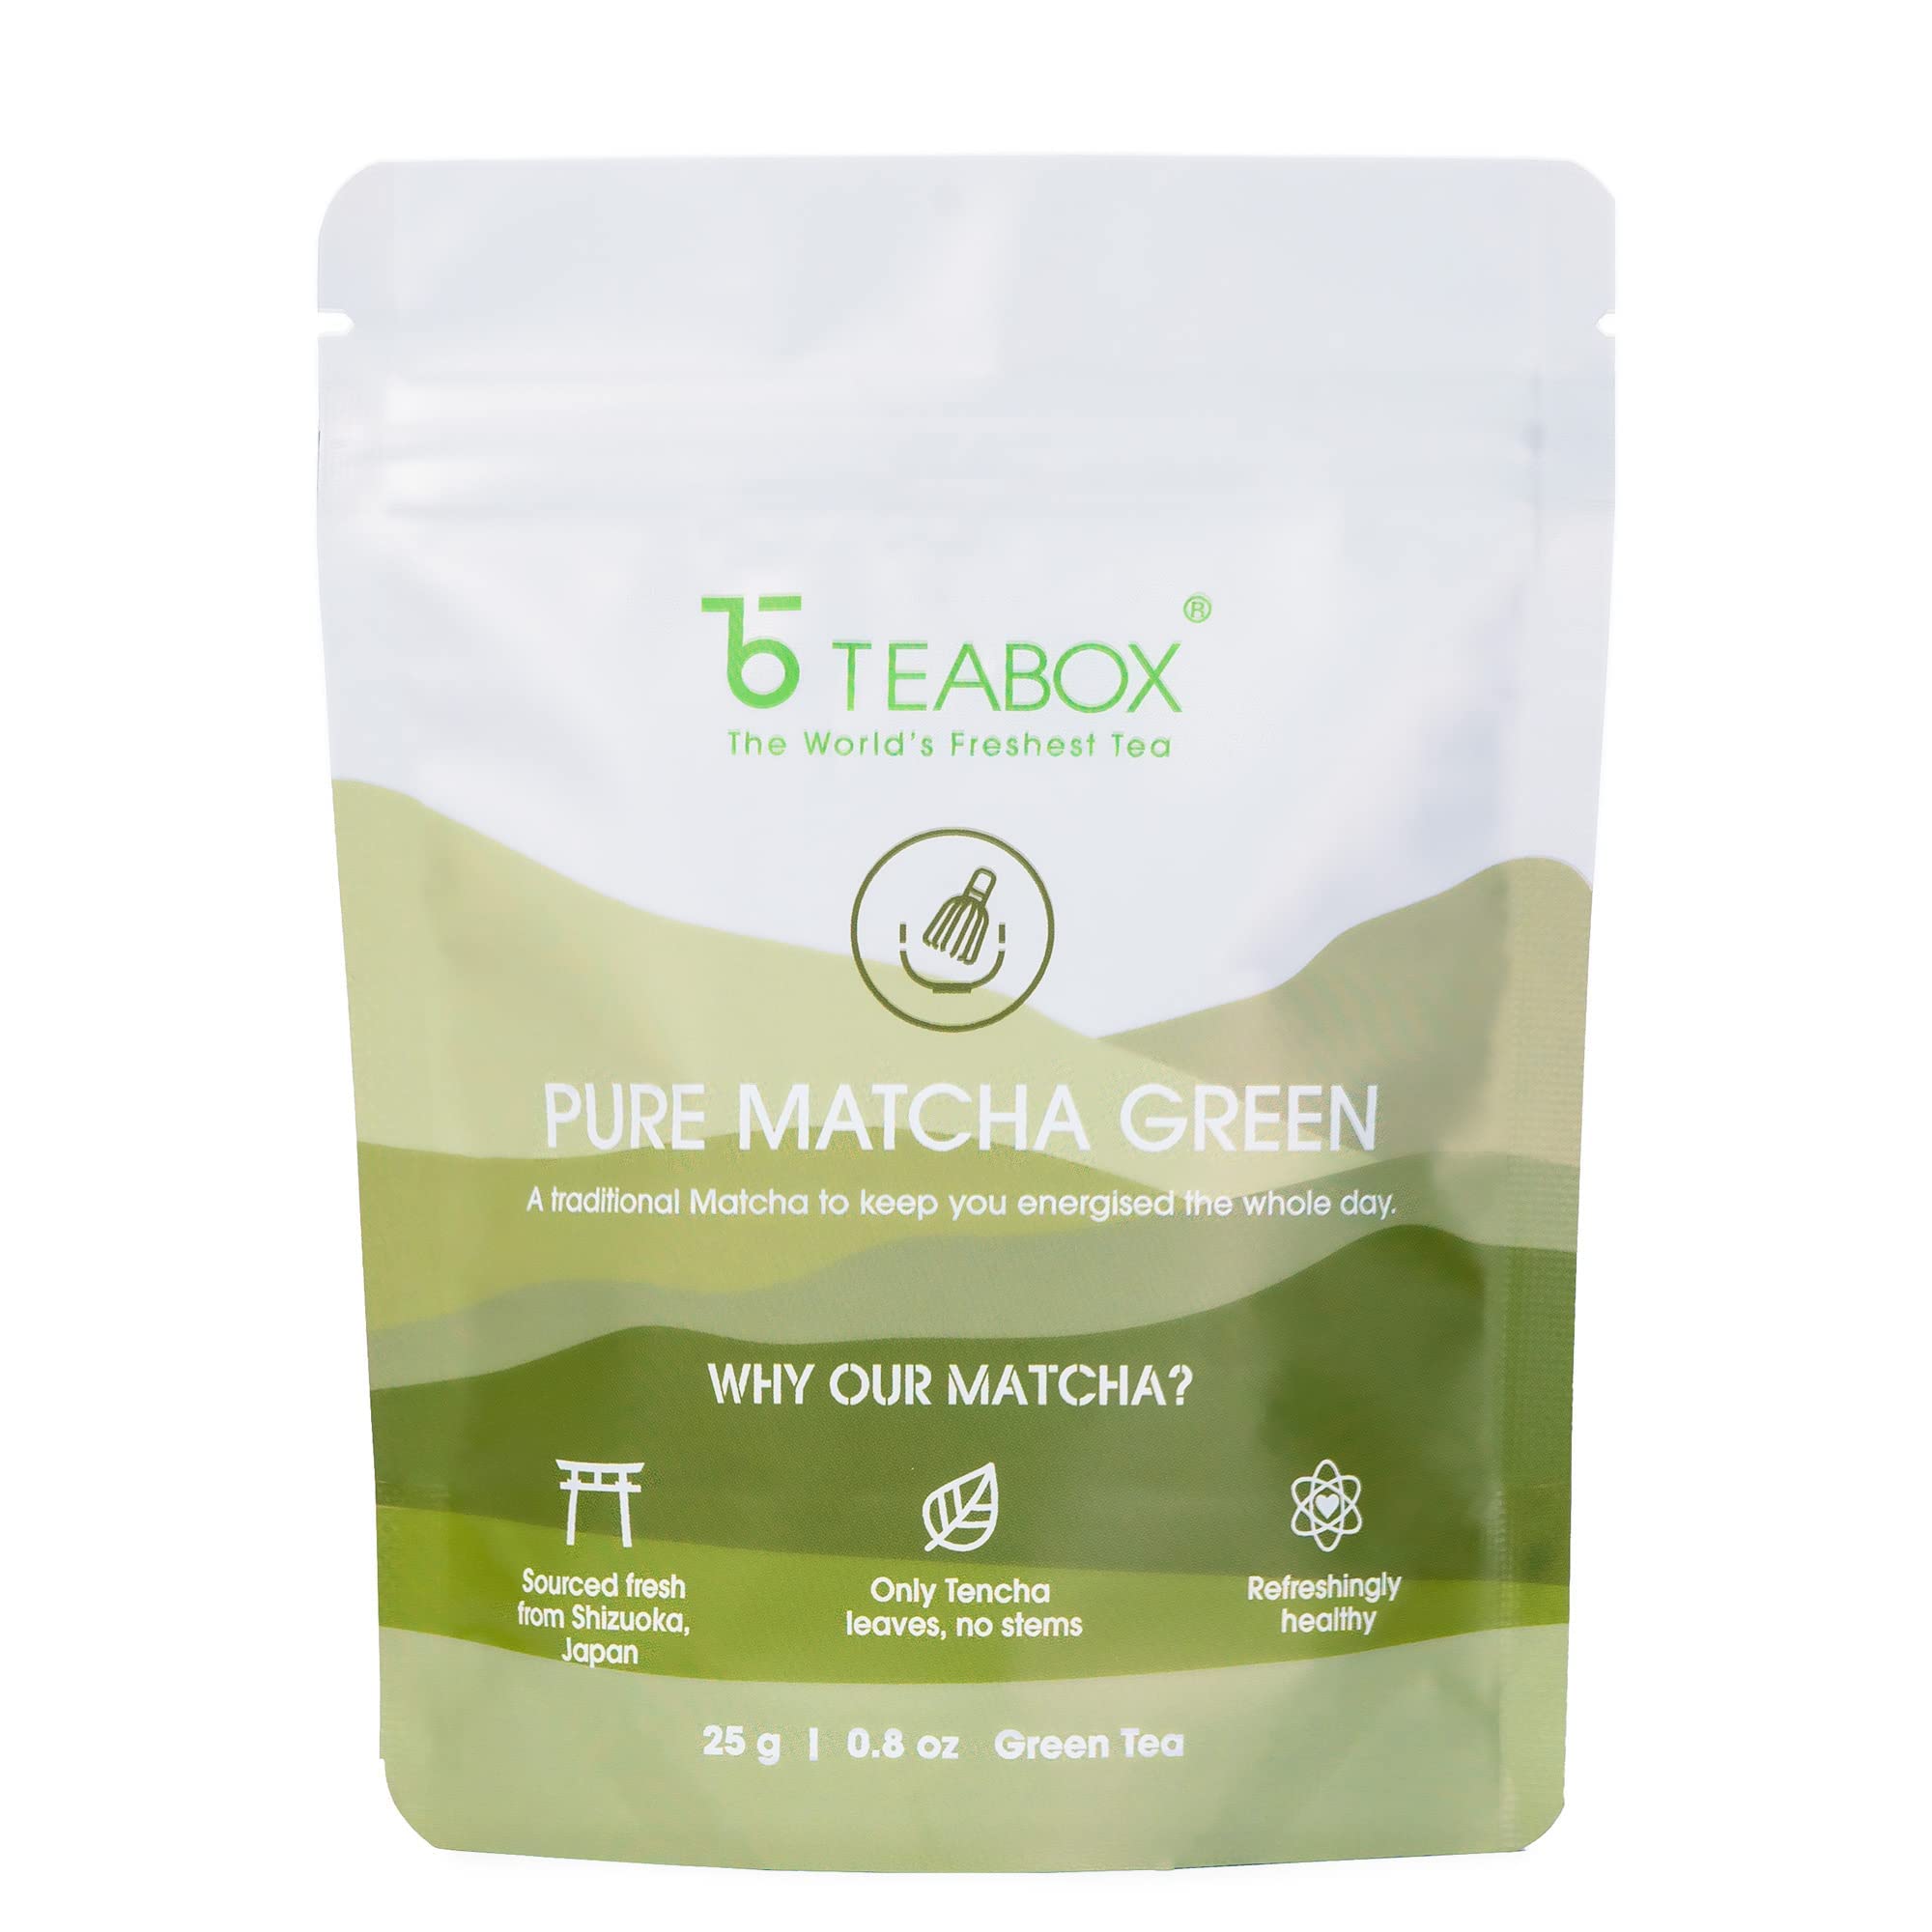 TEABOX®
The World's Freshest Tea
PURE MATCHA GREEN
A traditional Matcha to keep you energised the whole day.
WHY OUR MATCHA?
Sourced fresh
from Shizuoka,
Japan
Only Tencha
leaves, no stems
Refreshingly
healthy
25 g | 0.8 oz Green Tea